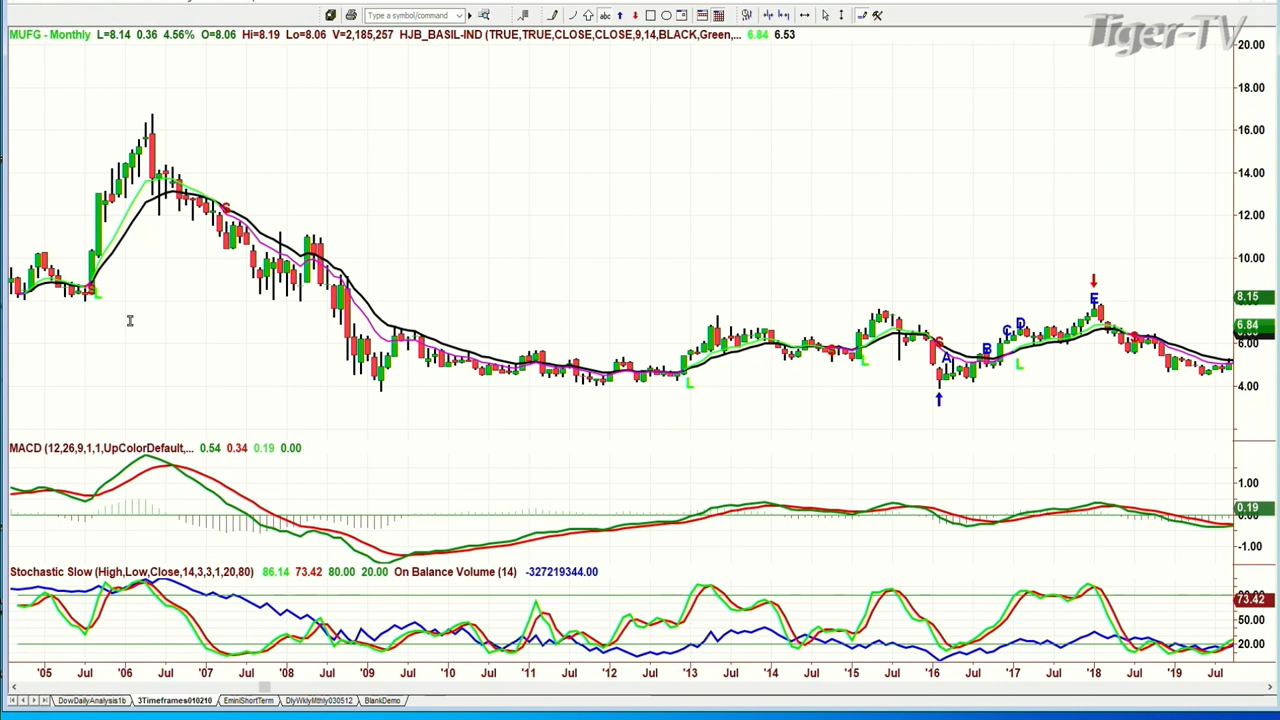 Type a symbol/command
abc
Tiger-TV
MUFG - Monthly L=8.14 0.36 4.56% O=8.06 Hi=8.19 Lo=8.06 V=2,185,257 HJB_BASIL-IND (TRUE,TRUE,CLOSE,CLOSE,9,14,BLACK,Green,... 6.84 6.53
20.00
18.00
16.00
14.00
12.00
10.00
8.15
6.84
6.00
4.00
S
L
L
S
L
S
A
B
C
D
L
E
S
MACD (12,26,9,1,1,UpColorDefault,... 0.54 0.34 0.19 0.00
1.00
0.19
-1.00
Stochastic Slow (High,Low,Close,14,3,3,1,20,80) 86.14 73.42 80.00 20.00 On Balance Volume (14) -327219344.00
73.42
50.00
20.00
'05 Jul '06 Jul '07 Jul '08 Jul '09 Jul '10 Jul '11 Jul '12 Jul '13 Jul '14 Jul '15 Jul '16 Jul '17 Jul '18 Jul '19 Jul
DowDailyAnalysis1b 3Timeframes010210 EminiShortTerm DlyWklyMthly030512 BlankDemo